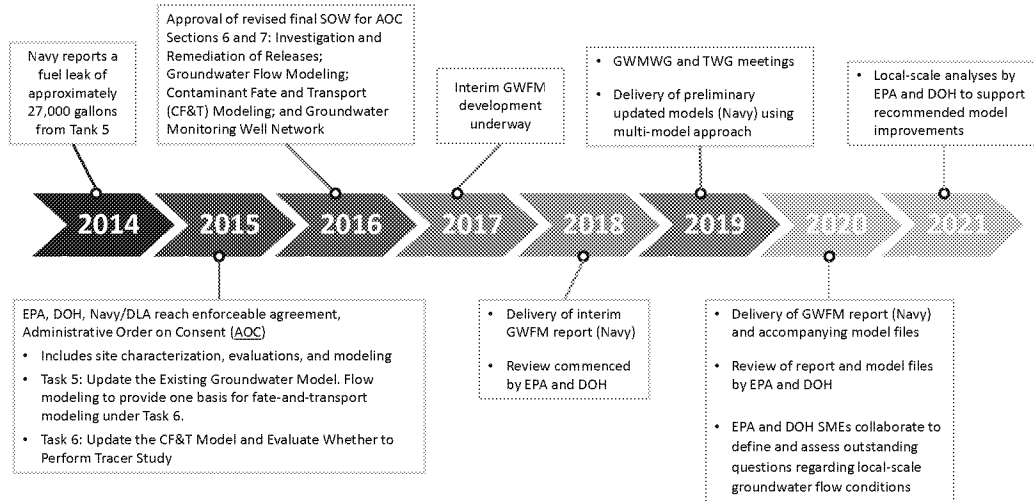 Navy reports a
fuel leak of
approximately
27,000 gallons
from Tank 5
Approval of revised final SOW for AOC
Sections 6 and 7: Investigation and
Remediation of Releases;
Groundwater Flow Modeling;
Contaminant Fate and Transport
(CF&T) Modeling; and Groundwater
Monitoring Well Network
Interim GWFM
development
underway
• GWMWG and TWG meetings
• Delivery of preliminary
updated models (Navy) using
multi-model approach
• Local-scale analyses by
EPA and DOH to support
recommended model
improvements
2014 2015 2016 2017 2018 2019 2020 2021
EPA, DOH, Navy/DLA reach enforceable agreement,
Administrative Order on Consent (AOC)
• Includes site characterization, evaluations, and modeling
• Task 5: Update the Existing Groundwater Model. Flow
modeling to provide one basis for fate-and-transport
modeling under Task 6.
• Task 6: Update the CF&T Model and Evaluate Whether to
Perform Tracer Study
• Delivery of interim
GWFM report (Navy)
• Review commenced
by EPA and DOH
• Delivery of GWFM report (Navy)
and accompanying model files
• Review of report and model files
by EPA and DOH
• EPA and DOH SMEs collaborate to
define and assess outstanding
questions regarding local-scale
groundwater flow conditions